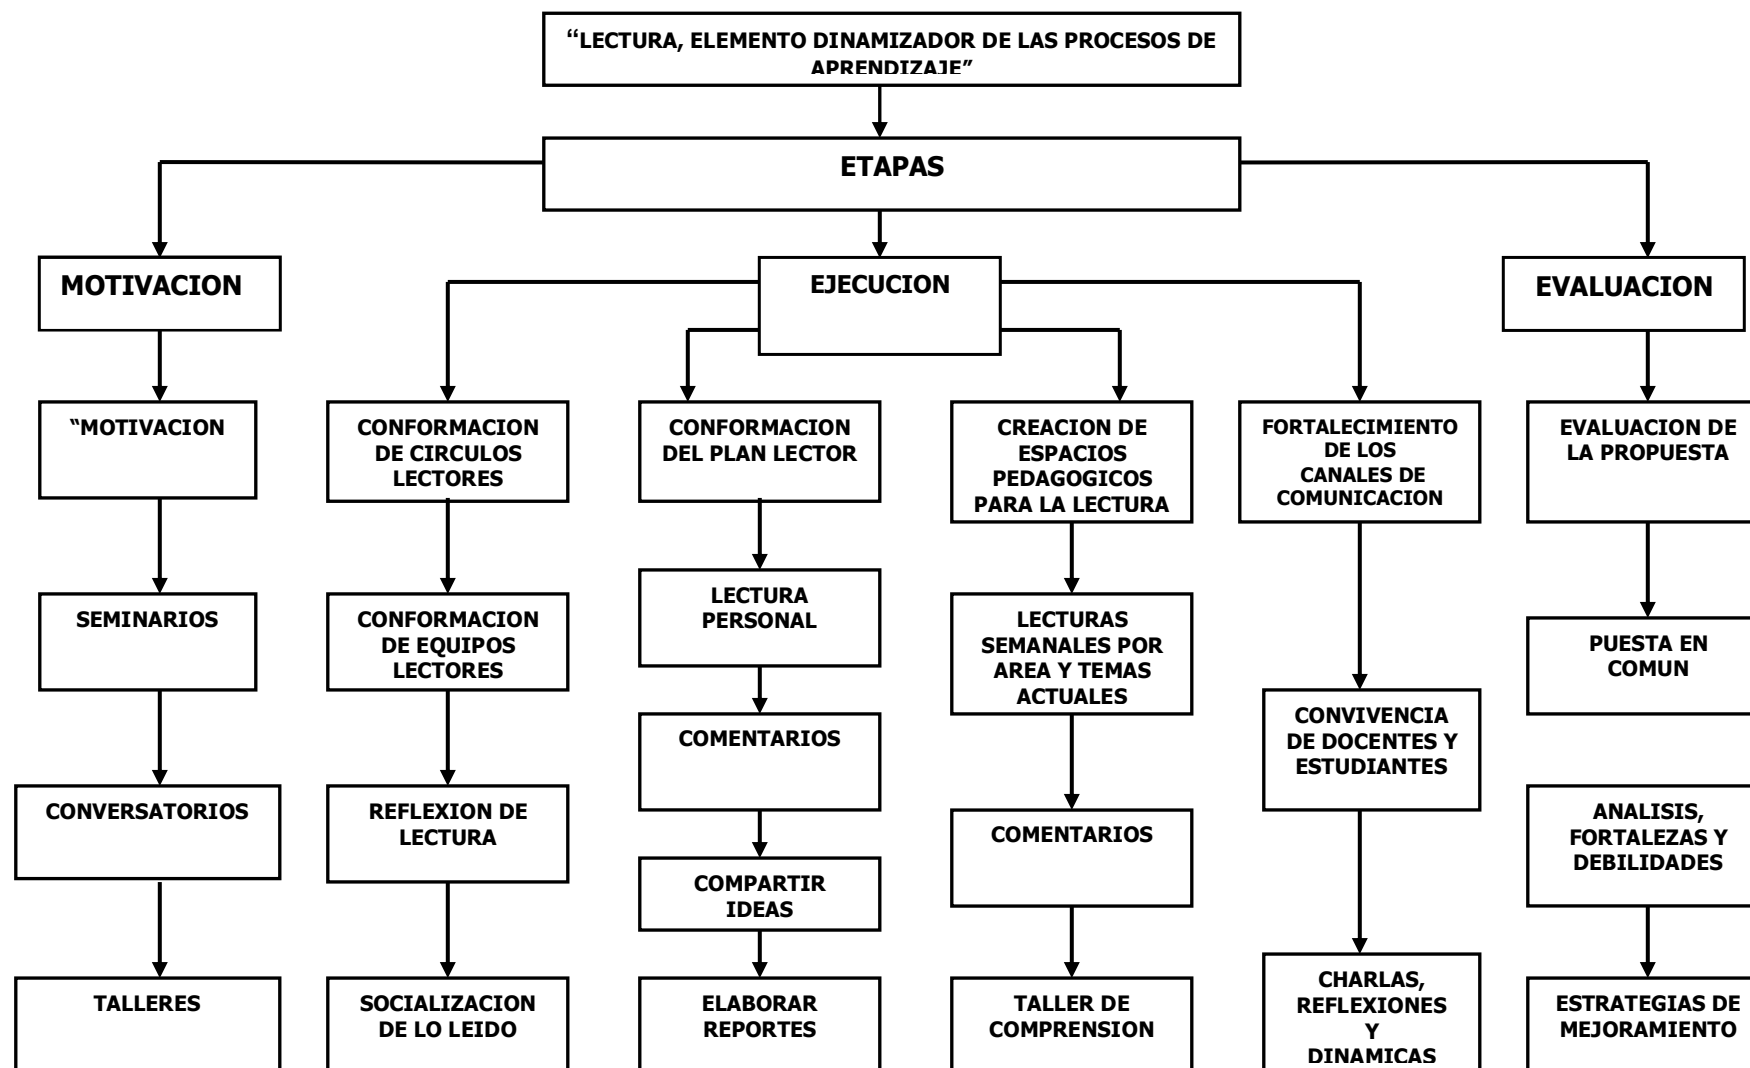 “LECTURA, ELEMENTO DINAMIZADOR DE LAS PROCESOS DE
APRENDIZAJE”
ETAPAS
MOTIVACION
EJECUCION
EVALUACION
“MOTIVACION
CONFORMACION
DE CIRCULOS
LECTORES
CONFORMACION
DEL PLAN LECTOR
CREACION DE
ESPACIOS
PEDAGOGICOS
PARA LA LECTURA
FORTALECIMIENTO
DE LOS
CANALES DE
COMUNICACION
EVALUACION DE
LA PROPUESTA
SEMINARIOS
CONFORMACION
DE EQUIPOS
LECTORES
LECTURA
PERSONAL
LECTURAS
SEMANALES POR
AREA Y TEMAS
ACTUALES
PUESTA EN
COMUN
COMENTARIOS
CONVIVENCIA
DE DOCENTES Y
ESTUDIANTES
CONVERSATORIOS
REFLEXION DE
LECTURA
COMPARTIR
IDEAS
COMENTARIOS
ANALISIS,
FORTALEZAS Y
DEBILIDADES
TALLERES
SOCIALIZACION
DE LO LEIDO
ELABORAR
REPORTES
TALLER DE
COMPRENSION
CHARLAS,
REFLEXIONES
Y
DINAMICAS
ESTRATEGIAS DE
MEJORAMIENTO